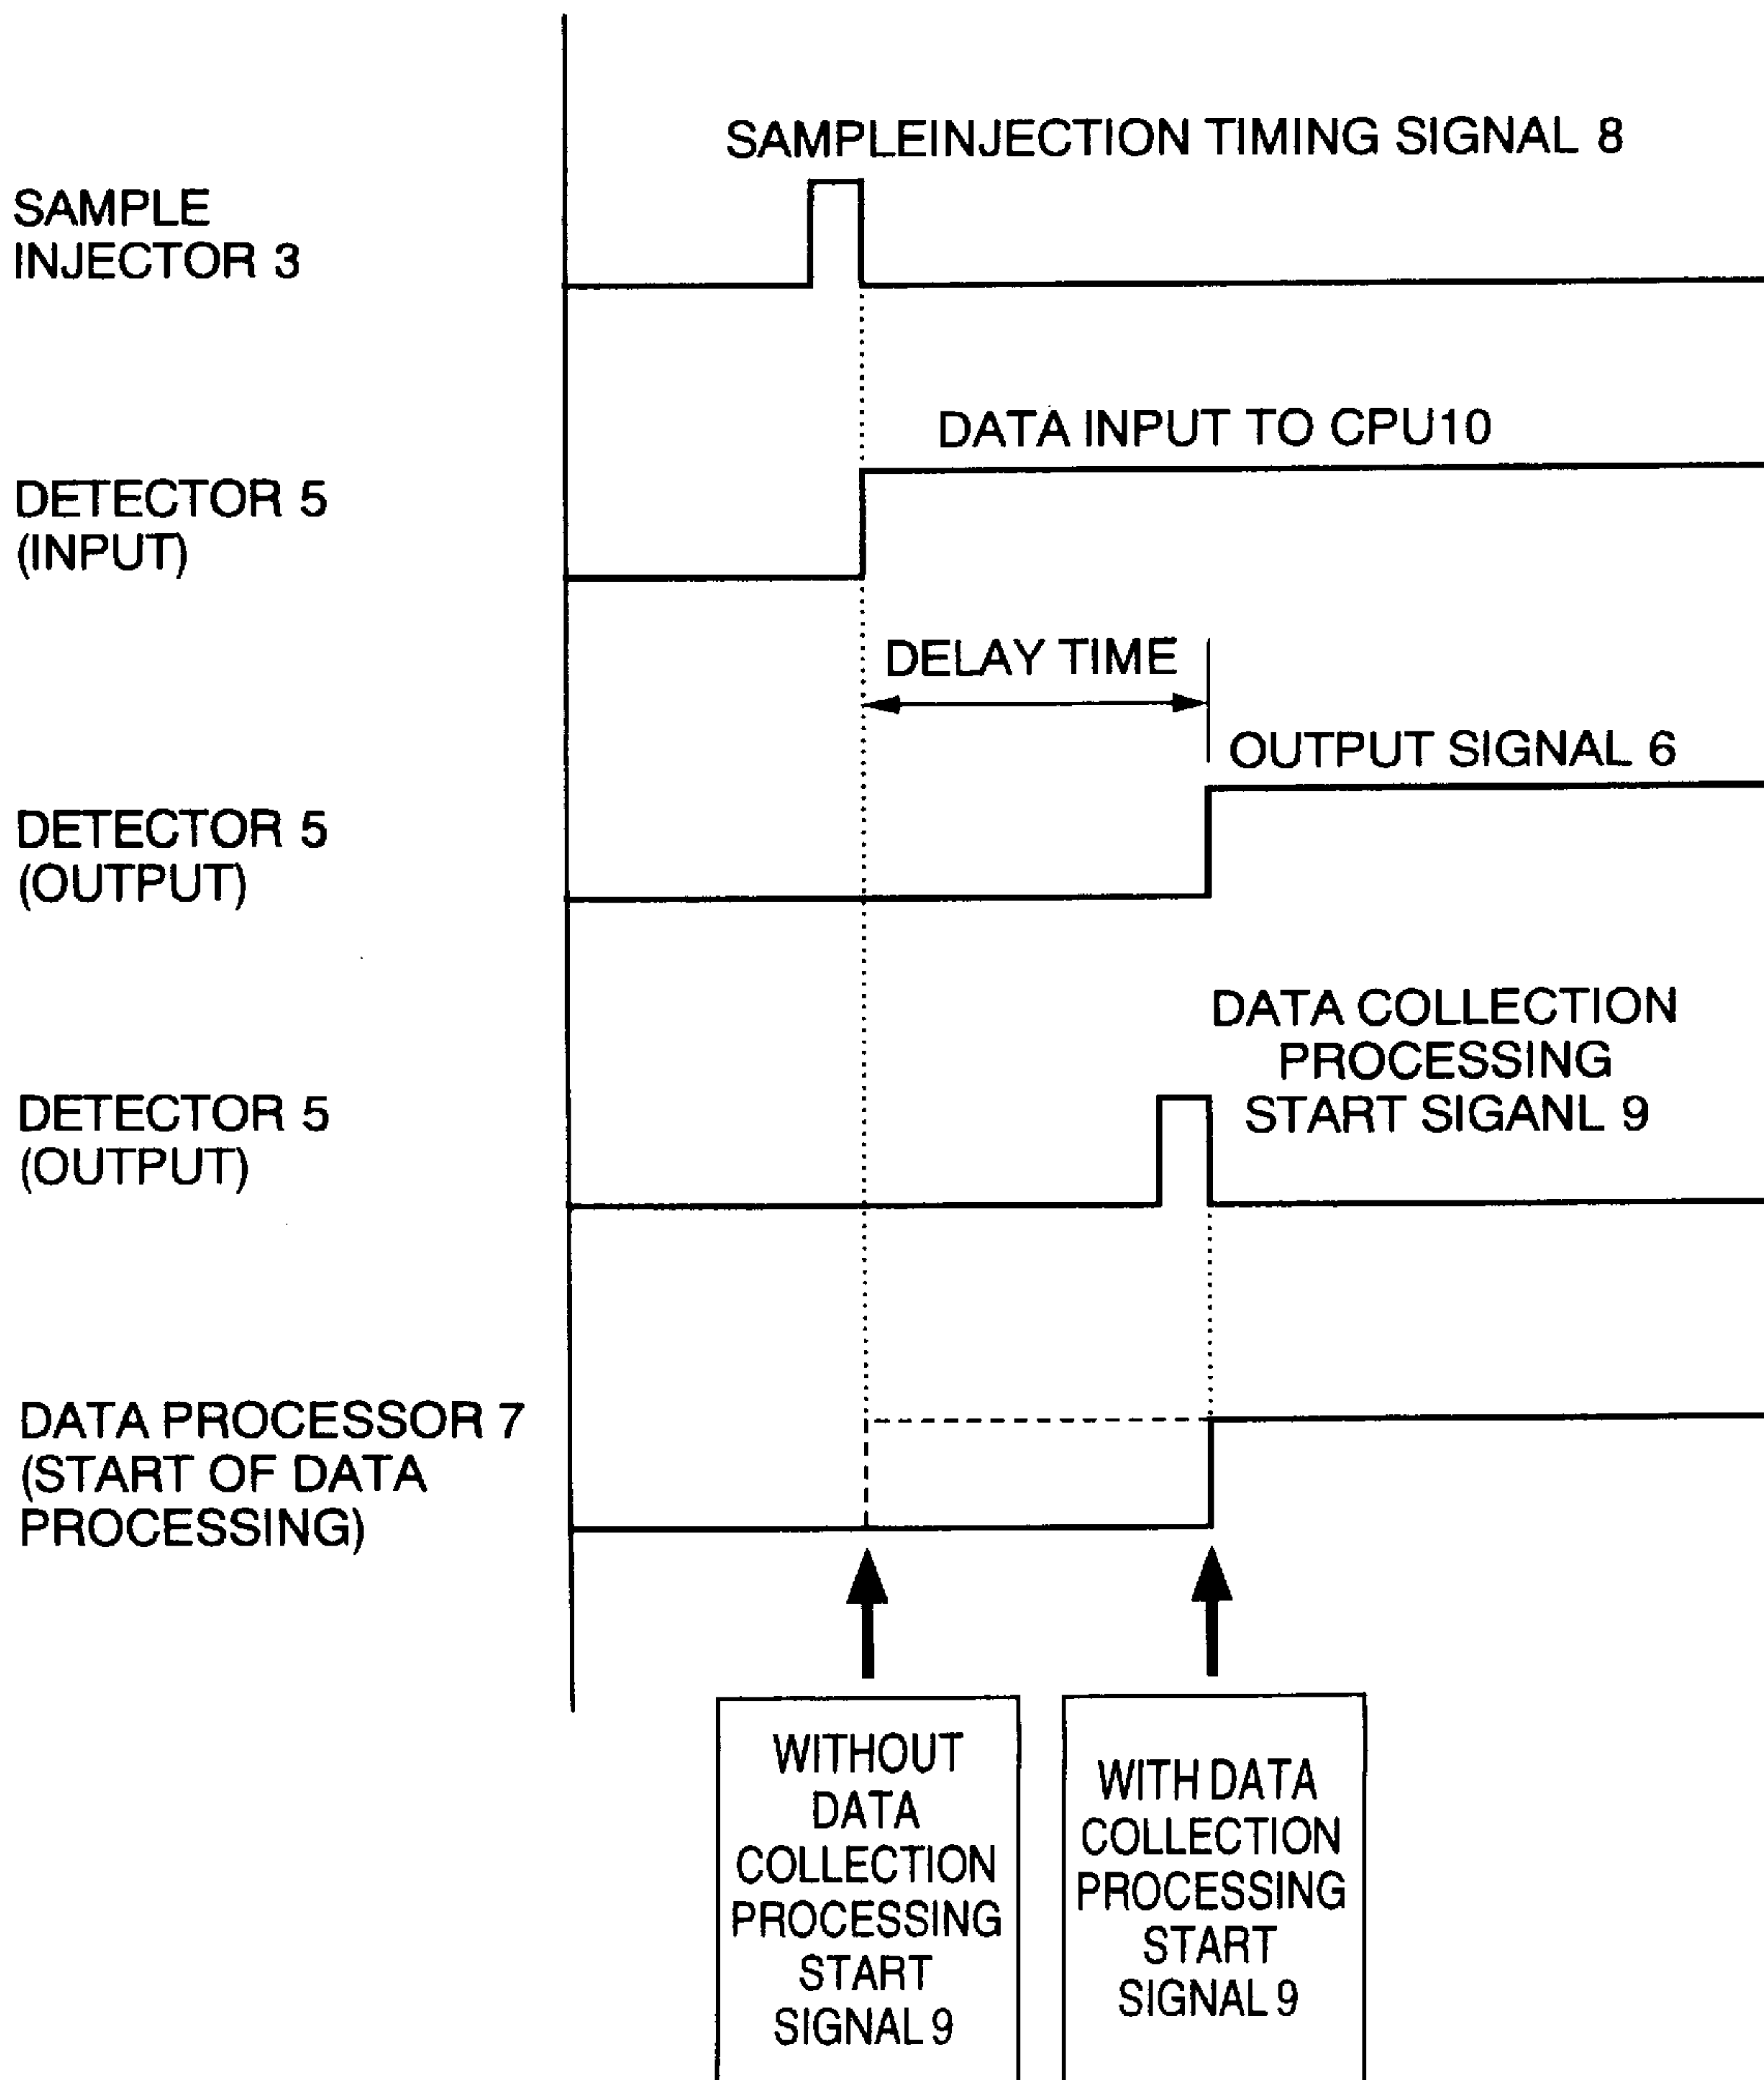 SAMPLEINJECTION TIMING SIGNAL 8
SAMPLE
INJECTOR 3
DATA INPUT TO CPU10
DETECTOR 5
(INPUT)
DELAY TIME
OUTPUT SIGNAL 6
DETECTOR 5
(OUTPUT)
DATA COLLECTION
PROCESSING
START SIGANL 9
DETECTOR 5
(OUTPUT)
DATA PROCESSOR 7
(START OF DATA
PROCESSING)
WITHOUT
DATA
COLLECTION
PROCESSING
START
SIGNAL 9
WITH DATA
COLLECTION
PROCESSING
START
SIGNAL 9